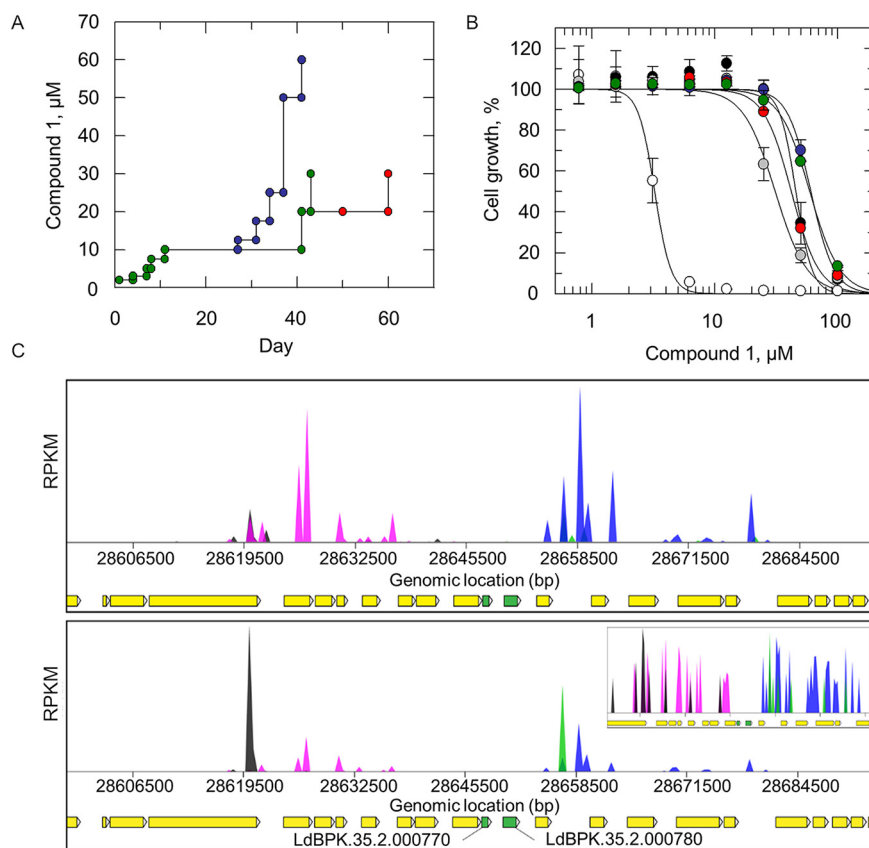 A
Compound 1, µM
70
60
50
40
30
20
10
0
0 20 40 60
Day
B
Cell growth, %
120
100
80
60
40
20
0
1 10 100
Compound 1, µM
C
RPKM
28606500 28619500 28632500 28645500 28658500 28671500 28684500
Genomic location (bp)
RPKM
28606500 28619500 28632500 28645500 28658500 28671500 28684500
Genomic location (bp)
LdBPK.35.2.000770 LdBPK.35.2.000780